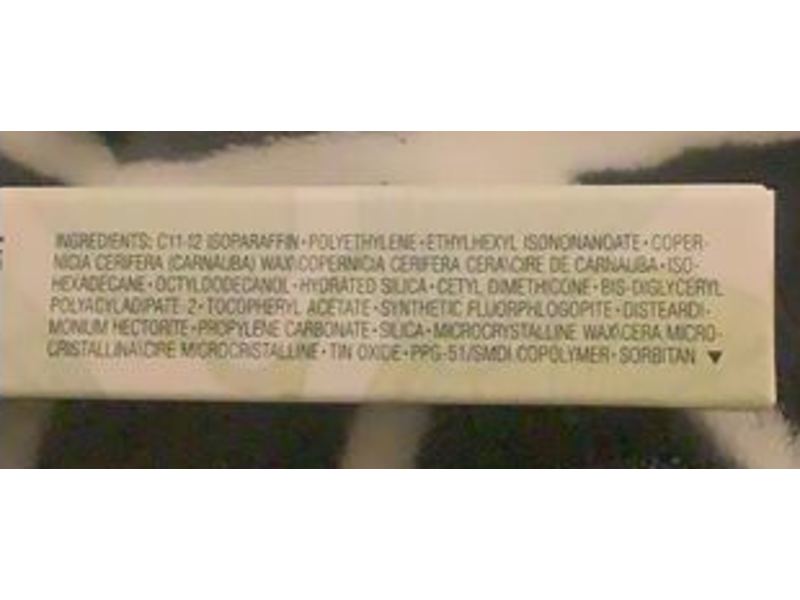 INGREDIENTS: C11-12 ISOPARAFFIN • POLYETHYLENE • ETHYLHEXYL ISONONANOATE • COPER-
NICIA CERIFERA (CARNAUBA) WAX\COPERNICIA CERIFERA CERA\CIRE DE CARNAUBA • ISO-
HEXADECANE • OCTYLDODECANOL • HYDRATED SILICA • CETYL DIMETHICONE • BIS-DIGLYCERYL
POLYACYLADIPATE-2 • TOCOPHERYL ACETATE • SYNTHETIC FLUORPHLOGOPITE • DISTEARDI-
MONIUM HECTORITE • PROPYLENE CARBONATE • SILICA • MICROCRYSTALLINE WAX\CERA MICRO-
CRISTALLINA\CIRE MICROCRISTALLINE • TIN OXIDE • PPG-51/SMDI COPOLYMER • SORBITAN ▼